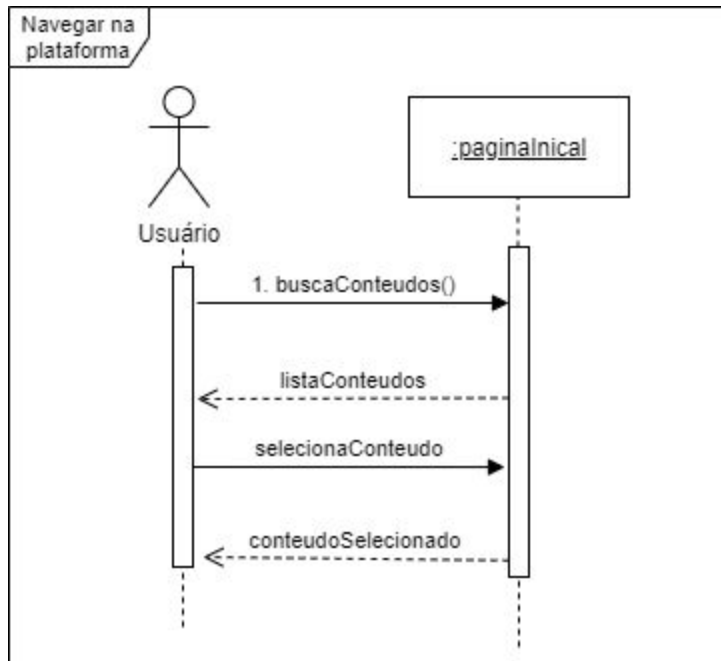 Navegar na
plataforma
:paginaInical
Usuário
1. buscaConteudos()
listaConteudos
selecionaConteudo
conteudoSelecionado